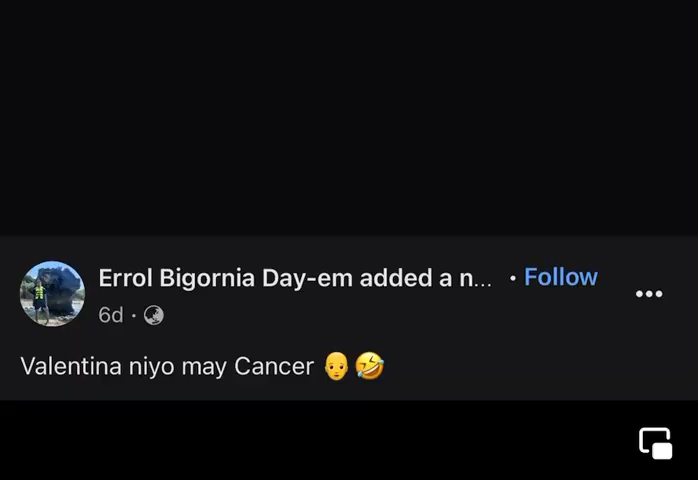 Errol Bigornia Day-em added a n... · Follow
6d ·
Valentina niyo may Cancer 👩‍🦲🤣